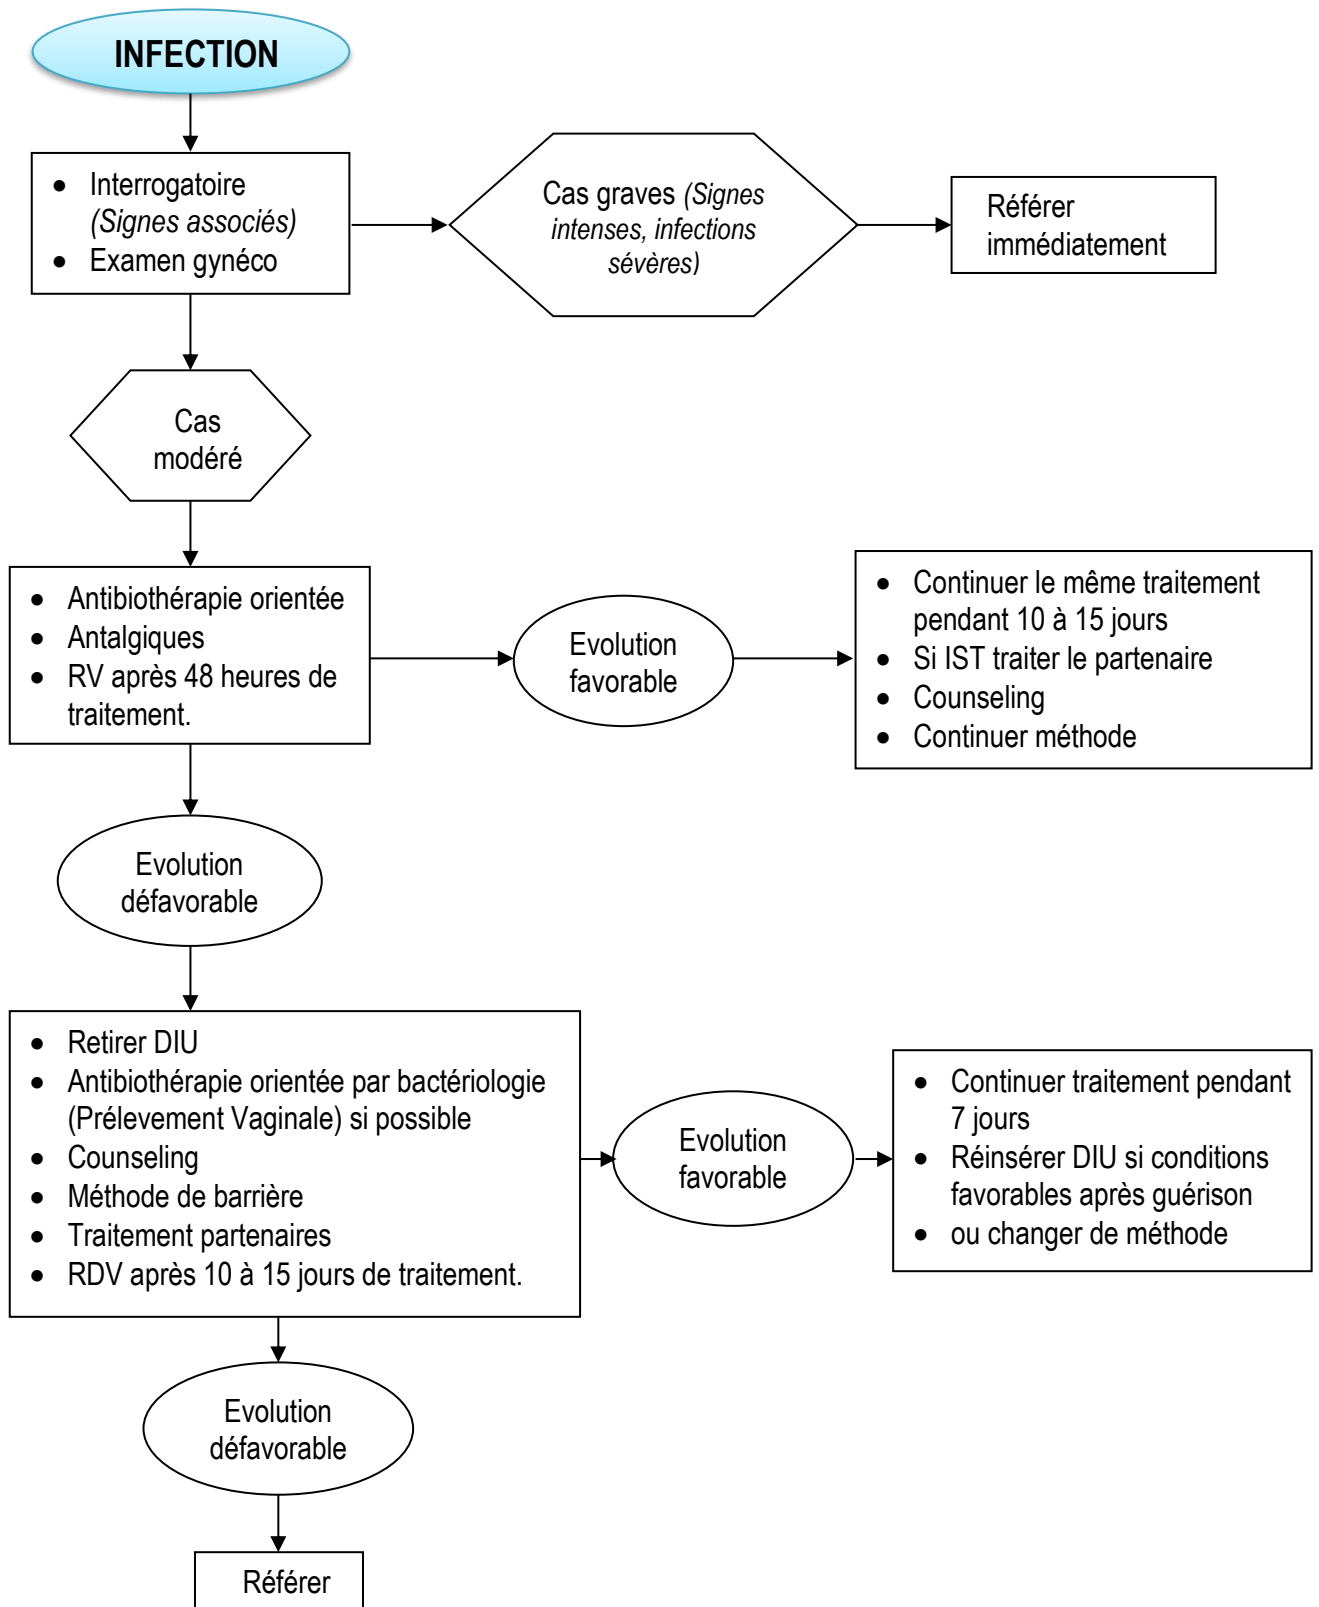 INFECTION
• Interrogatoire
(Signes associés)
• Examen gynéco
Cas graves (Signes
intenses, infections
sévères)
Référer
immédiatement
Cas
modéré
• Antibiothérapie orientée
• Antalgiques
• RV après 48 heures de
traitement.
Evolution
favorable
• Continuer le même traitement
pendant 10 à 15 jours
• Si IST traiter le partenaire
• Counseling
• Continuer méthode
Evolution
défavorable
• Retirer DIU
• Antibiothérapie orientée par bactériologie
(Prélevement Vaginale) si possible
• Counseling
• Méthode de barrière
• Traitement partenaires
• RDV après 10 à 15 jours de traitement.
Evolution
favorable
• Continuer traitement pendant
7 jours
• Réinsérer DIU si conditions
favorables après guérison
• ou changer de méthode
Evolution
défavorable
Référer